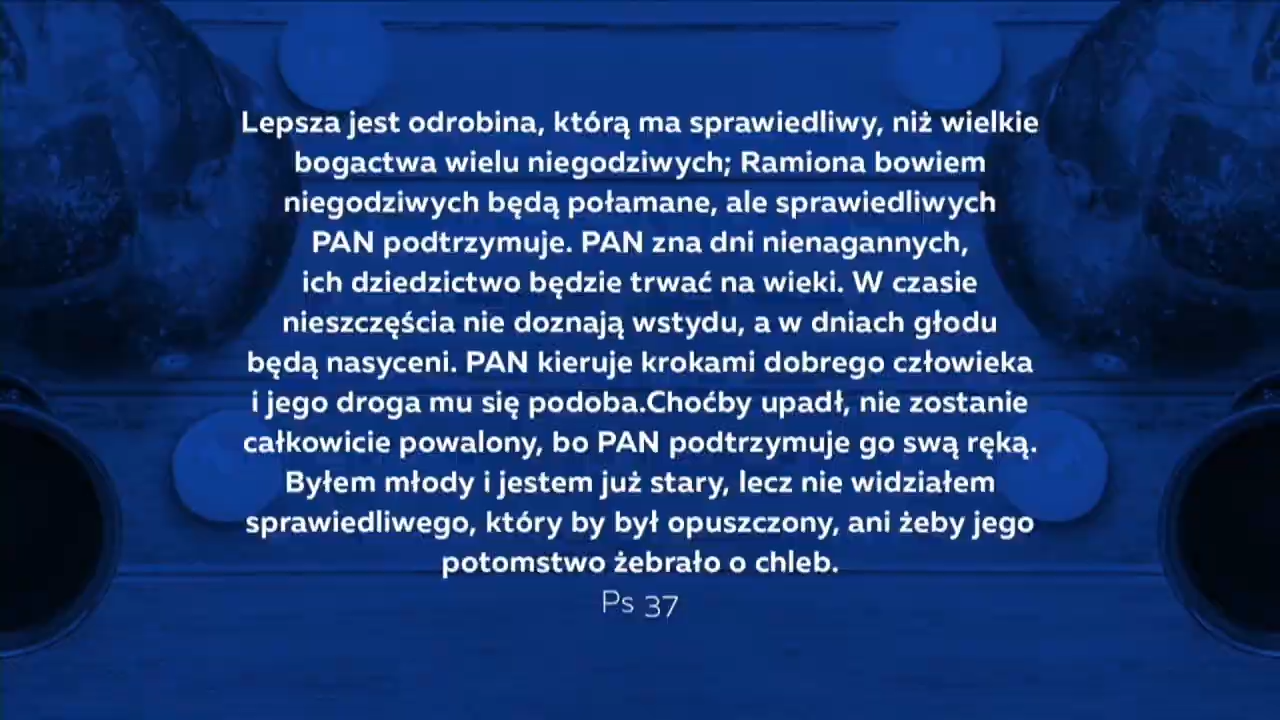 Lepsza jest odrobina, którą ma sprawiedliwy, niż wielkie
bogactwa wielu niegodziwych; Ramiona bowiem
niegodziwych będą połamane, ale sprawiedliwych
PAN podtrzymuje. PAN zna dni nienagannych,
ich dziedzictwo będzie trwać na wieki. W czasie
nieszczęścia nie doznają wstydu, a w dniach głodu
będą nasyceni. PAN kieruje krokami dobrego człowieka
i jego droga mu się podoba.Choćby upadł, nie zostanie
całkowicie powalony, bo PAN podtrzymuje go swą ręką.
Byłem młody i jestem już stary, lecz nie widziałem
sprawiedliwego, który by był opuszczony, ani żeby jego
potomstwo żebrało o chleb.
Ps 37